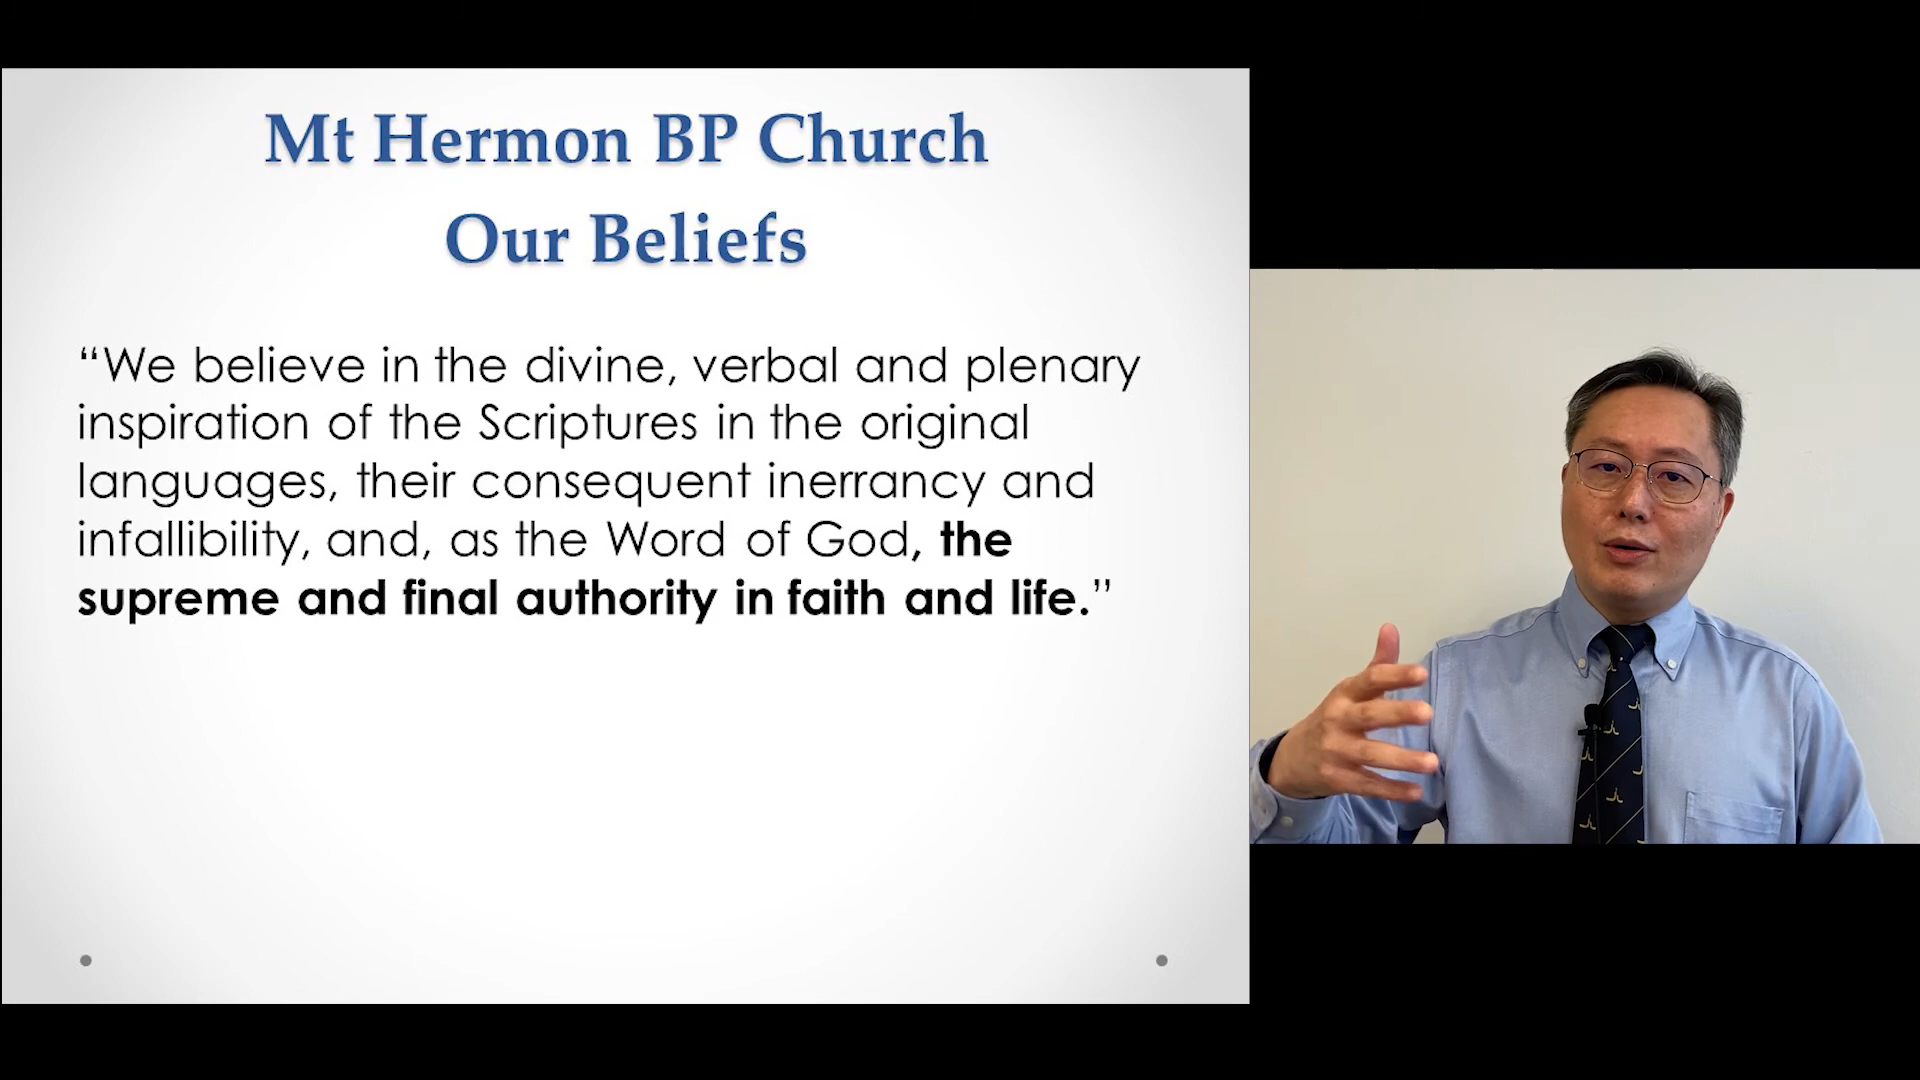 Mt Hermon BP Church
Our Beliefs
“We believe in the divine, verbal and plenary
inspiration of the Scriptures in the original
languages, their consequent inerrancy and
infallibility, and, as the Word of God, the
supreme and final authority in faith and life.”